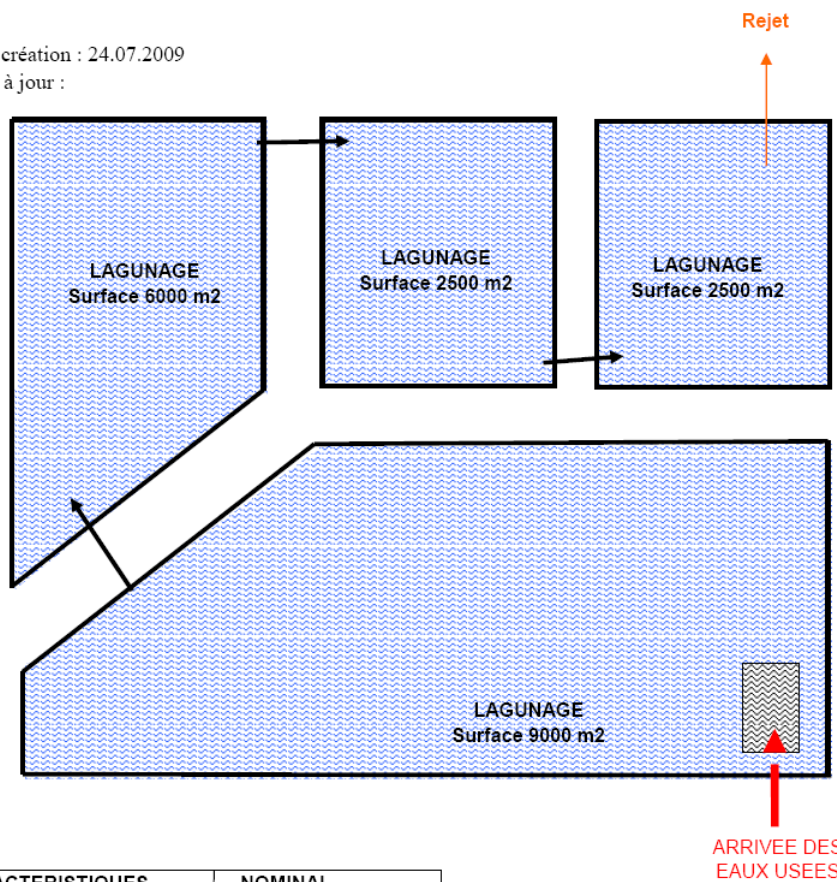 Rejet
création : 24.07.2009
à jour :
LAGUNAGE
Surface 6000 m2
LAGUNAGE
Surface 2500 m2
LAGUNAGE
Surface 2500 m2
LAGUNAGE
Surface 9000 m2
ARRIVEE DES
EAUX USEES
NOMINAL